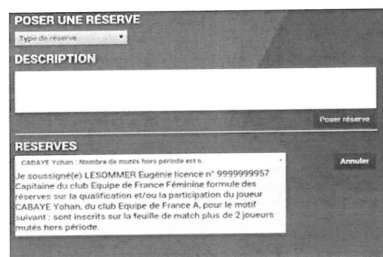 POSER UNE RÉSERVE
Type de réserve
DESCRIPTION
Poser réserve
RESERVES
CABAYE Yohan : Nombre de mutés hors période est s.
Annuler
Je soussigné(e) LESOMMER Eugénie licence n° 9999999957
Capitaine du club Equipe de France Féminine formule des
réserves sur la qualification et/ou la participation du joueur
CABAYE Yohan, du club Equipe de France A, pour le motif
suivant : sont inscrits sur la feuille de match plus de 2 joueurs
mutés hors période.